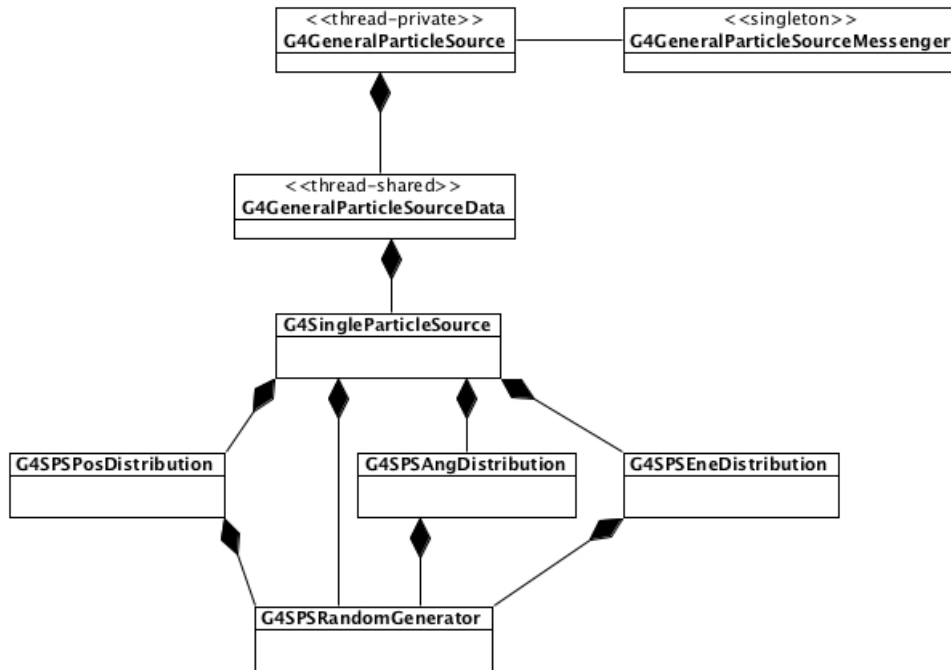 <<thread-private>>
G4GeneralParticleSource
<<singleton>>
G4GeneralParticleSourceMessenger
<<thread-shared>>
G4GeneralParticleSourceData
G4SingleParticleSource
G4SPSPosDistribution
G4SPSAngDistribution
G4SPSEneDistribution
G4SPSRandomGenerator